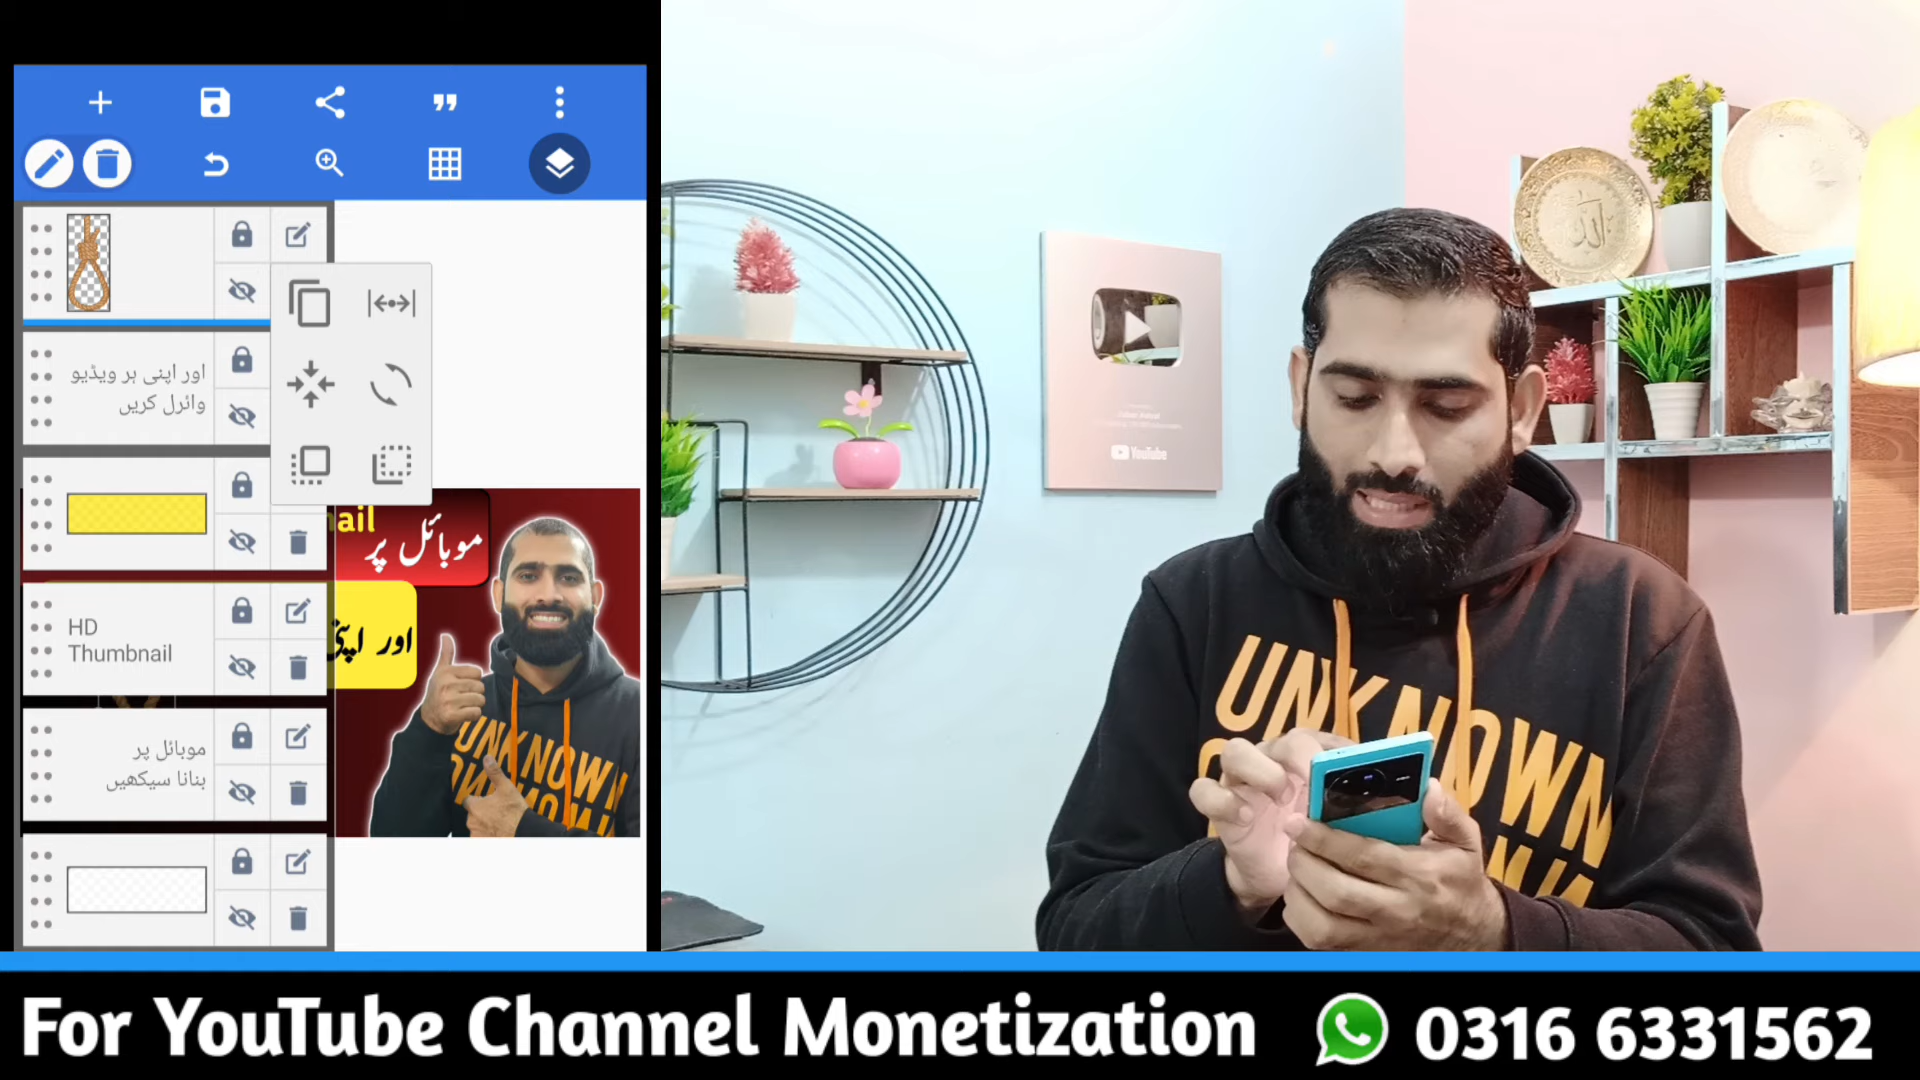 اور اپنی ہر ویڈیو
وائرل کریں
HD
Thumbnail
موبائل پر
بنانا سیکھیں
ail
موبائل پر
اور اپنی
UNKNOWN
YouTube
UNKNOWN
For YouTube Channel Monetization
0316 6331562